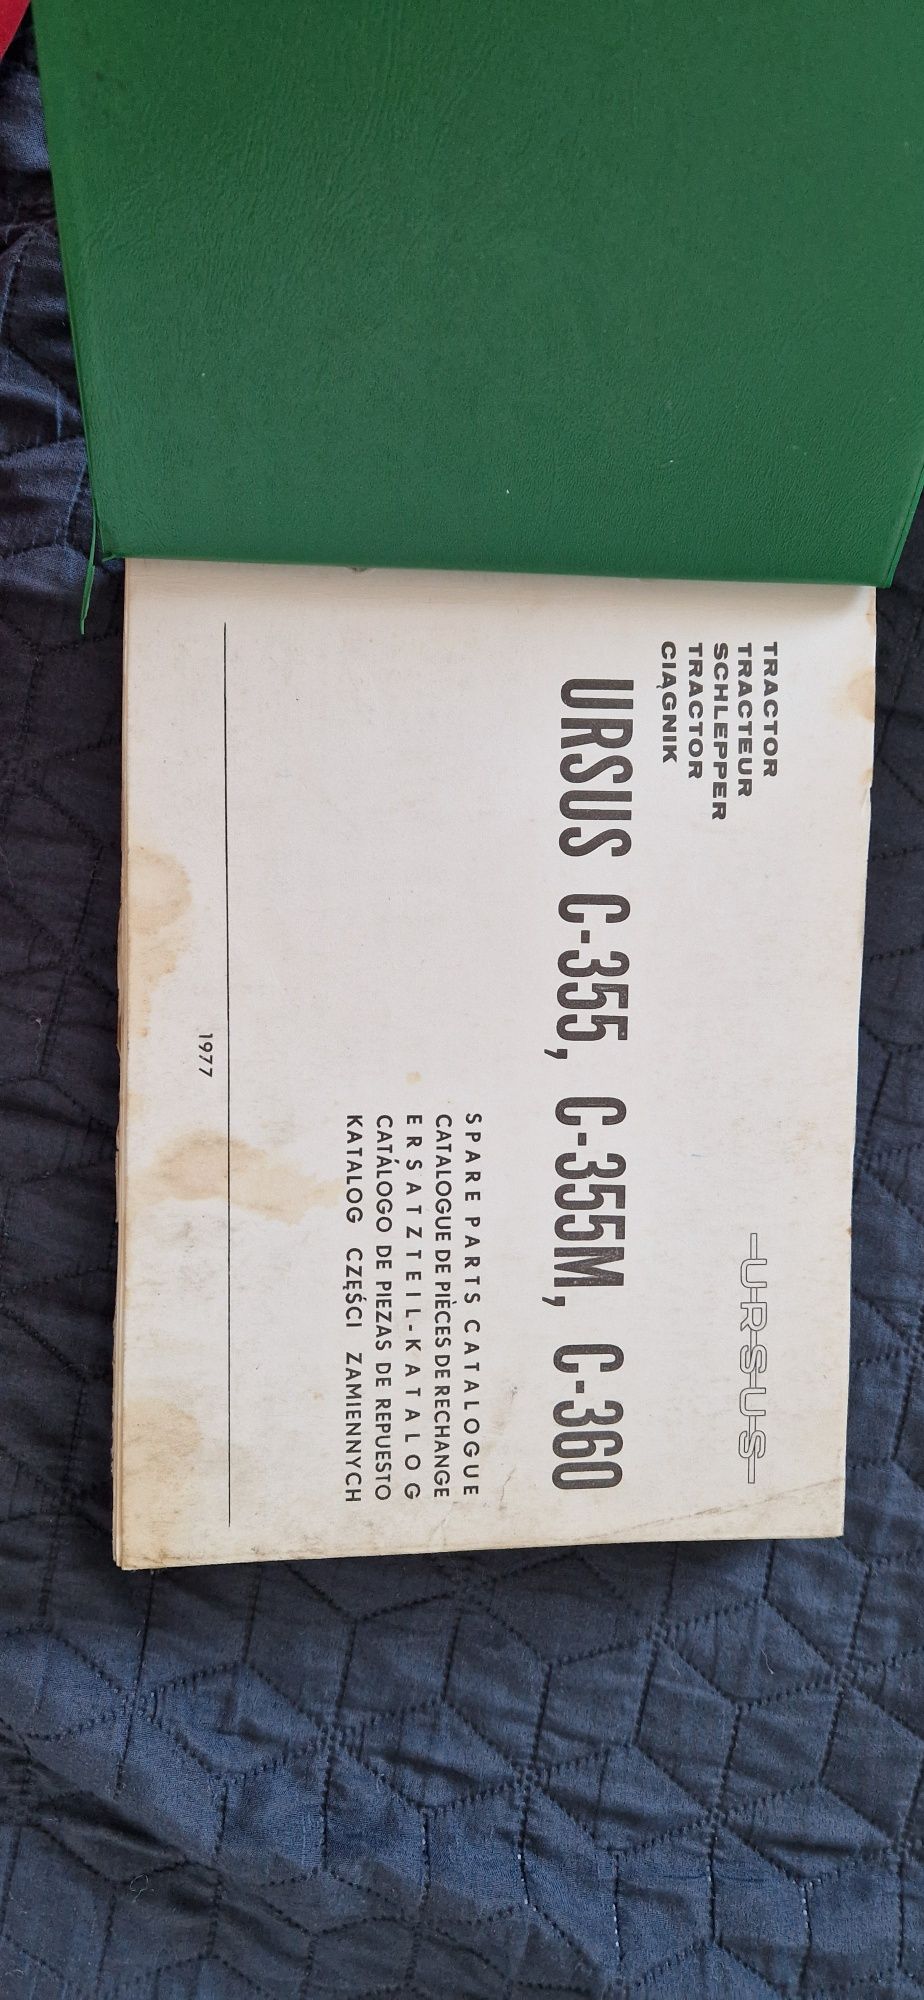 URSUS
TRACTOR
TRACTEUR
SCHLEPPER
TRACTOR
CIĄGNIK
URSUS C-355, C-355M, C-360
SPARE PARTS CATALOGUE
CATALOGUE DE PIÈCES DE RECHANGE
ERSATZTEIL-KATALOG
CATÁLOGO DE PIEZAS DE REPUESTO
KATALOG CZĘŚCI ZAMIENNYCH
1977